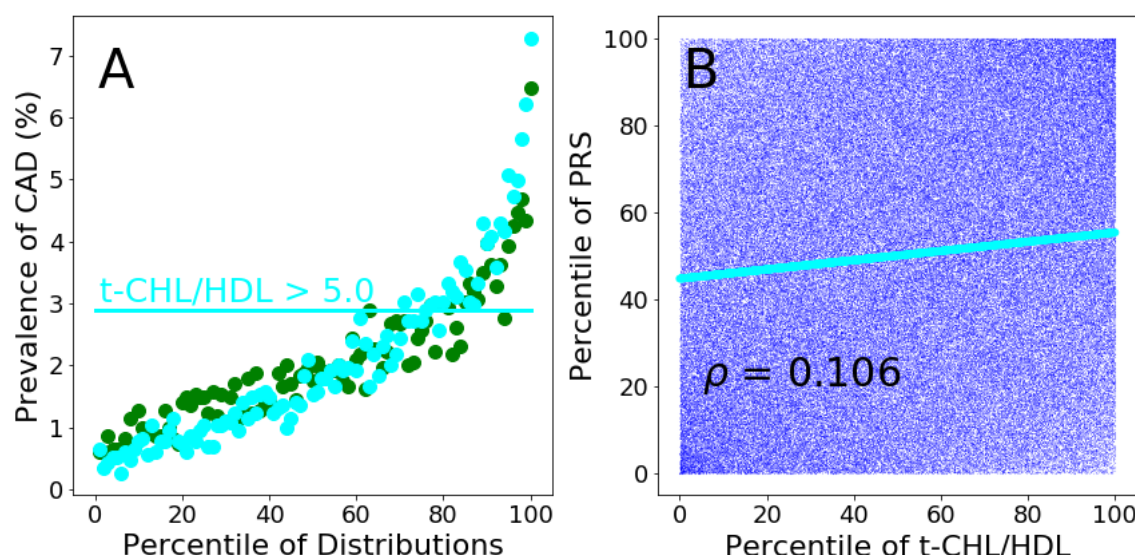 A
7
6
5
4
3
2
1
0
Prevalence of CAD (%)
t-CHL/HDL > 5.0
0 20 40 60 80 100
Percentile of Distributions
B
100
80
60
40
20
0
Percentile of PRS
ρ = 0.106
0 20 40 60 80 100
Percentile of t-CHL/HDL